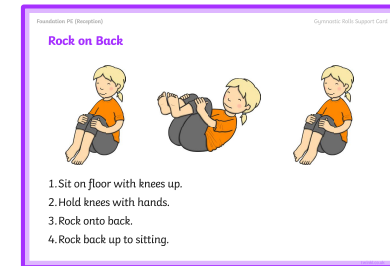 Foundation PE (Reception)
Gymnastic Rolls Support Card
Rock on Back
1. Sit on floor with knees up.
2. Hold knees with hands.
3. Rock onto back.
4. Rock back up to sitting.